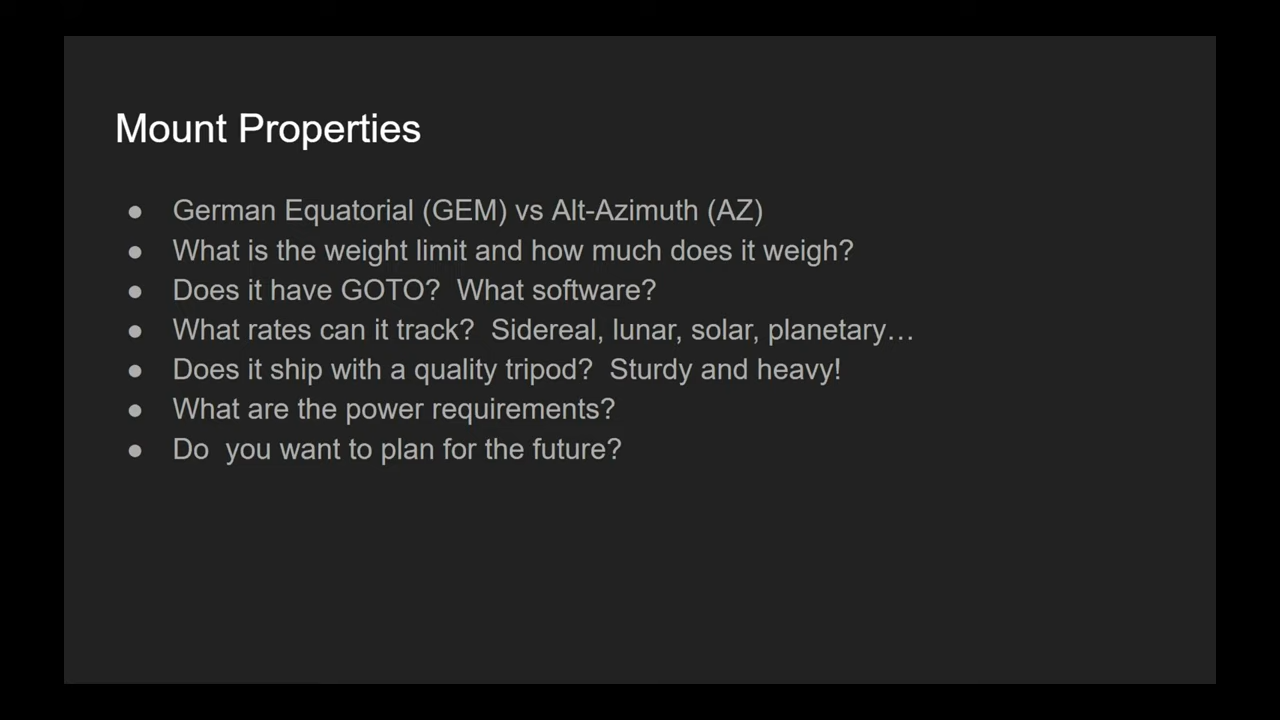 Mount Properties
● German Equatorial (GEM) vs Alt-Azimuth (AZ)
● What is the weight limit and how much does it weigh?
● Does it have GOTO?  What software?
● What rates can it track?  Sidereal, lunar, solar, planetary…
● Does it ship with a quality tripod?  Sturdy and heavy!
● What are the power requirements?
● Do  you want to plan for the future?